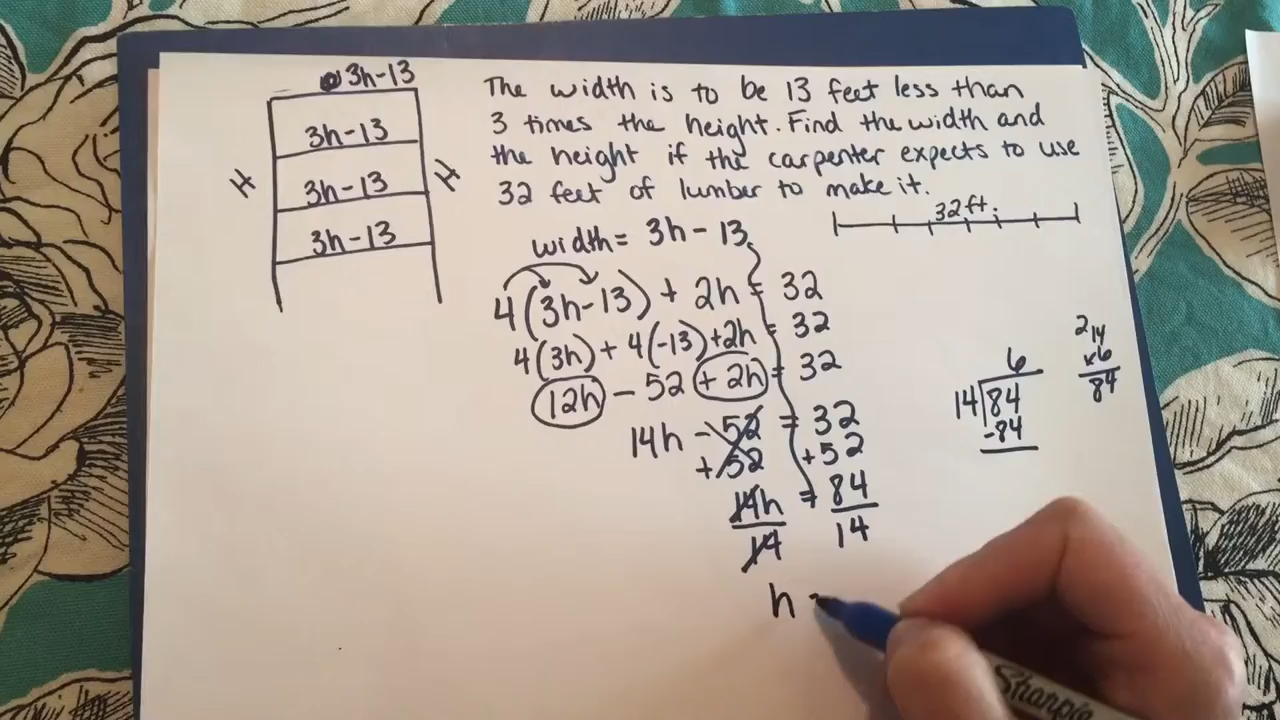 3h-13
3h-13
3h-13
3h-13
H
H
The width is to be 13 feet less than
3 times the height. Find the width and
the height if the carpenter expects to use
32 feet of lumber to make it.
32 ft.
width = 3h - 13
4(3h-13) + 2h = 32
4(3h) + 4(-13) + 2h = 32
12h - 52 + 2h = 32
14h - 52 = 32
+ 52 + 52
14h = 84
14 14
h =
6
14 84
-84
2 14
x6
84
Sharpie